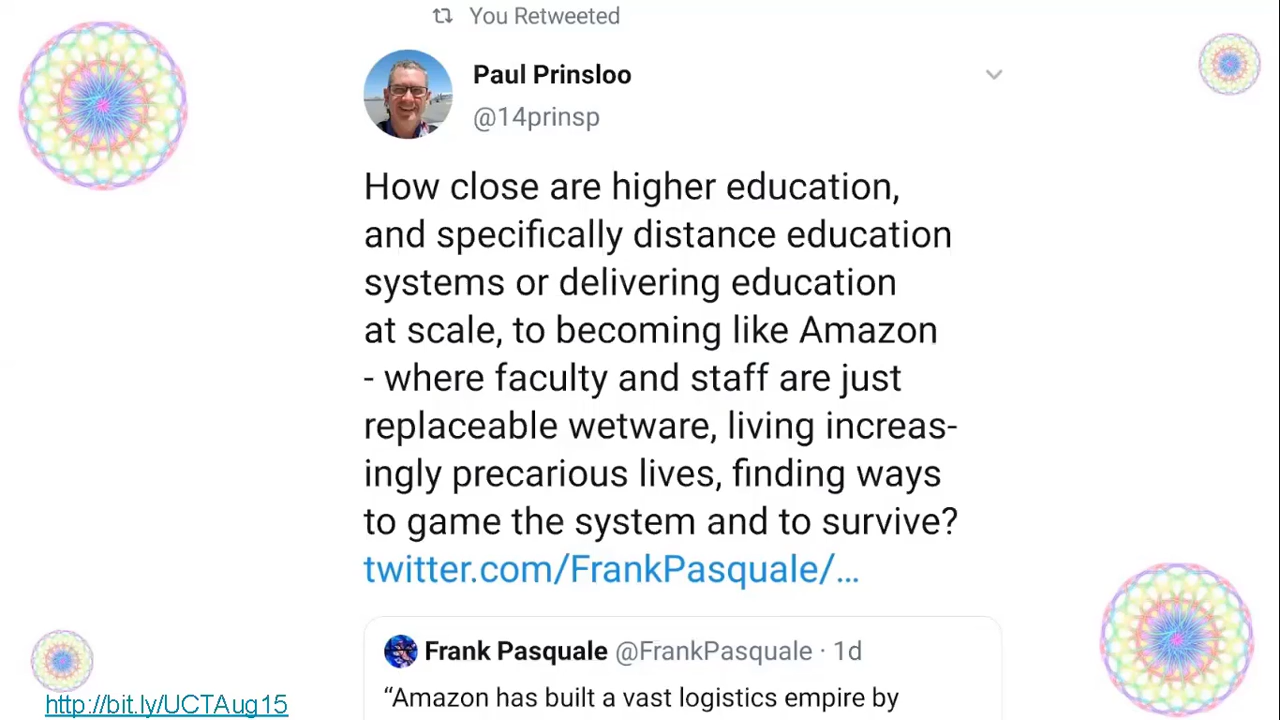 You Retweeted
Paul Prinsloo
@14prinsp
How close are higher education,
and specifically distance education
systems or delivering education
at scale, to becoming like Amazon
- where faculty and staff are just
replaceable wetware, living increas-
ingly precarious lives, finding ways
to game the system and to survive?
twitter.com/FrankPasquale/…
Frank Pasquale @FrankPasquale · 1d
“Amazon has built a vast logistics empire by
http://bit.ly/UCTAug15